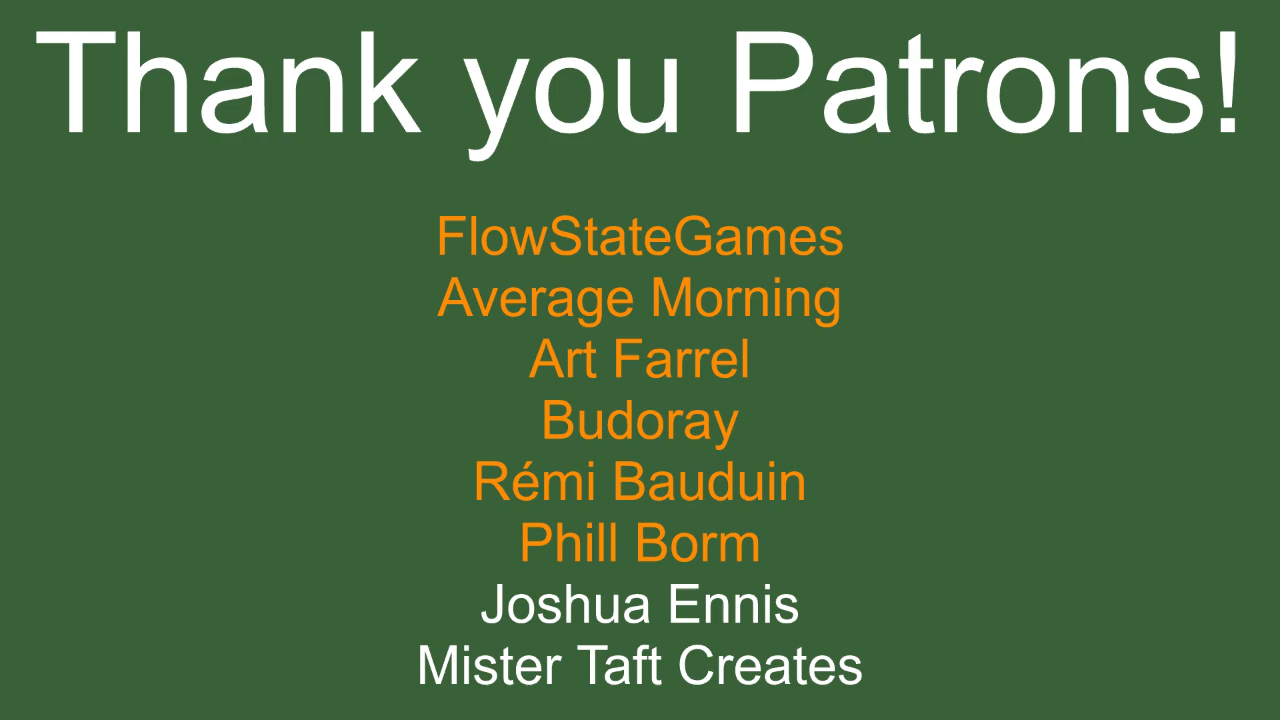 Thank you Patrons!
FlowStateGames
Average Morning
Art Farrel
Budoray
Rémi Bauduin
Phill Borm
Joshua Ennis
Mister Taft Creates